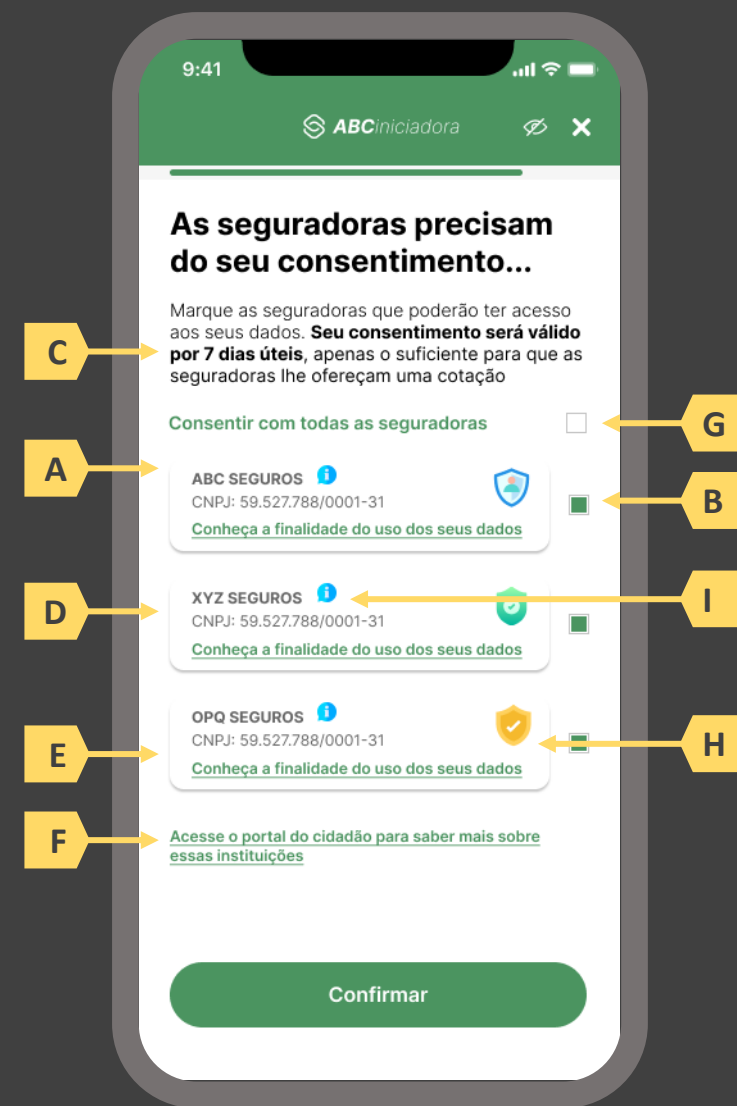 9:41
ABCiniciadora
As seguradoras precisam
do seu consentimento...
Marque as seguradoras que poderão ter acesso
aos seus dados. Seu consentimento será válido
C
por 7 dias úteis, apenas o suficiente para que as
seguradoras lhe ofereçam uma cotação
Consentir com todas as seguradoras
G
A
ABC SEGUROS
CNPJ: 59.527.788/0001-31
B
Conheça a finalidade do uso dos seus dados
XYZ SEGUROS
I
D
CNPJ: 59.527.788/0001-31
Conheça a finalidade do uso dos seus dados
OPQ SEGUROS
CNPJ: 59.527.788/0001-31
H
E
Conheça a finalidade do uso dos seus dados
F
Acesse o portal do cidadão para saber mais sobre
essas instituições
Confirmar